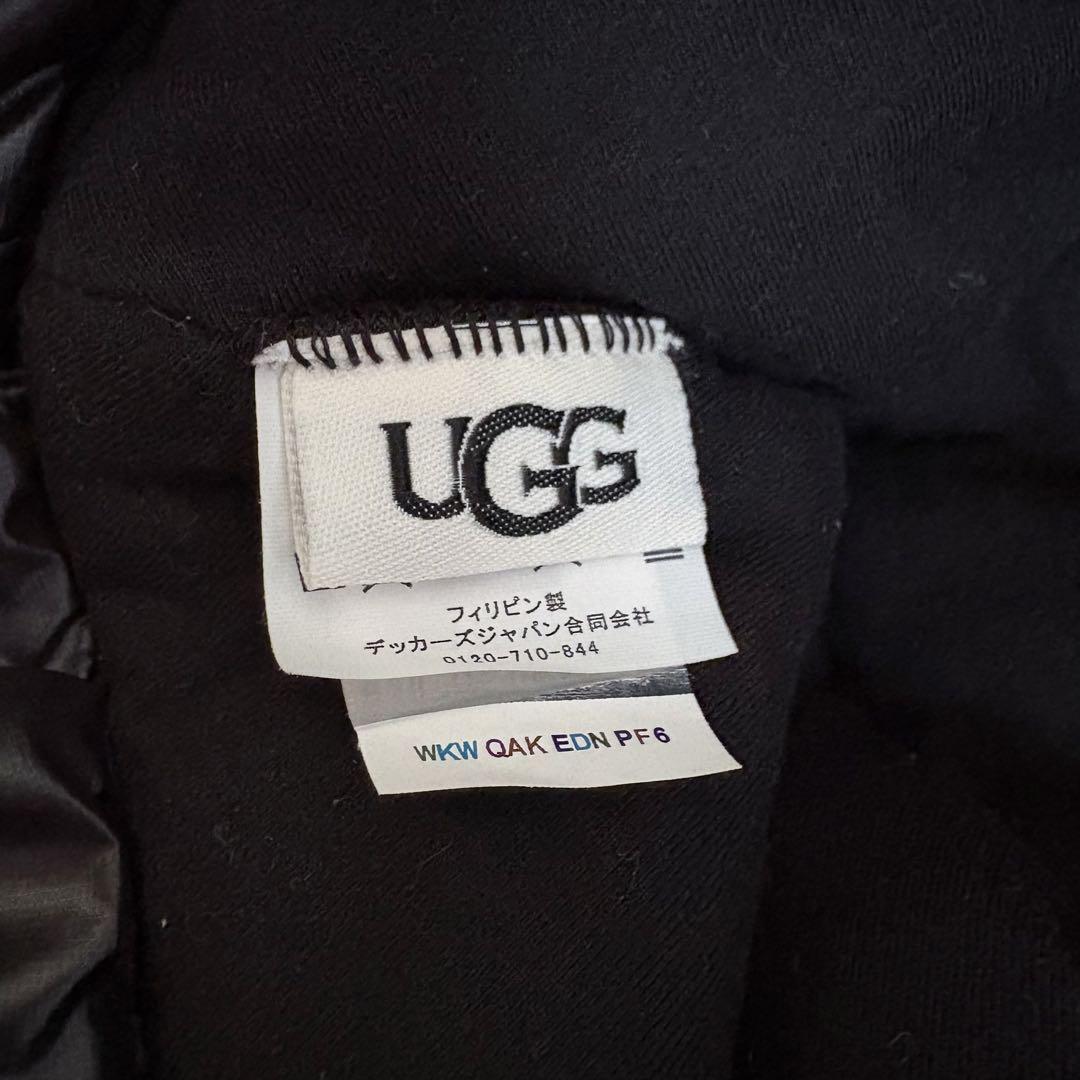 UGG
フィリピン製
デッカーズジャパン合同会社
0120-710-844
WKW QAK EDN PF6